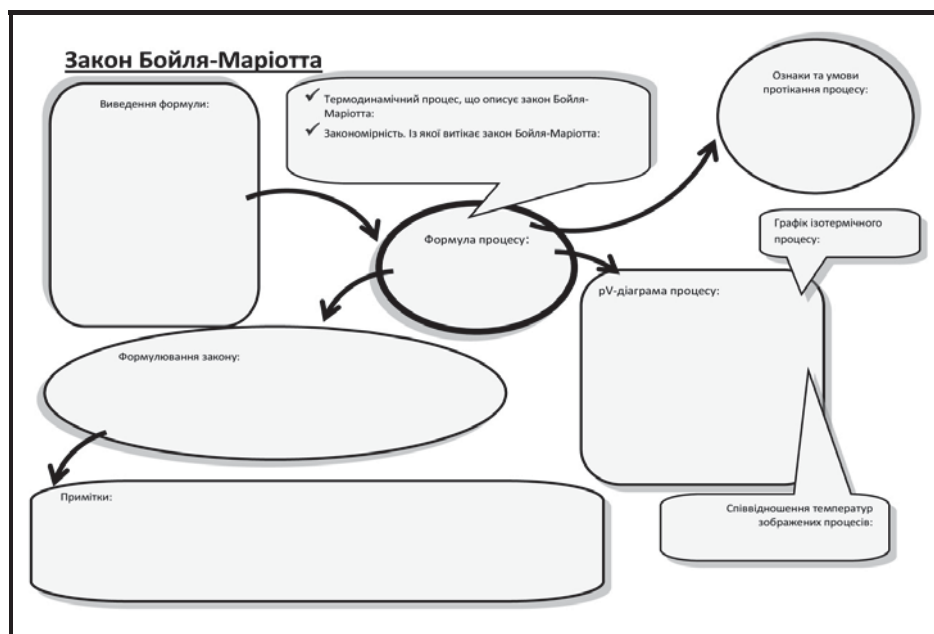 Закон Бойля-Маріотта
Виведення формули:
✓ Термодинамічний процес, що описує закон Бойля-
Маріотта:
✓ Закономірність. Із якої витікає закон Бойля-Маріотта:
Ознаки та умови
протікання процесу:
Формула процесу:
Графік ізотермічного
процесу:
pV-діаграма процесу:
Формулювання закону:
Примітки:
Співвідношення температур
зображених процесів: